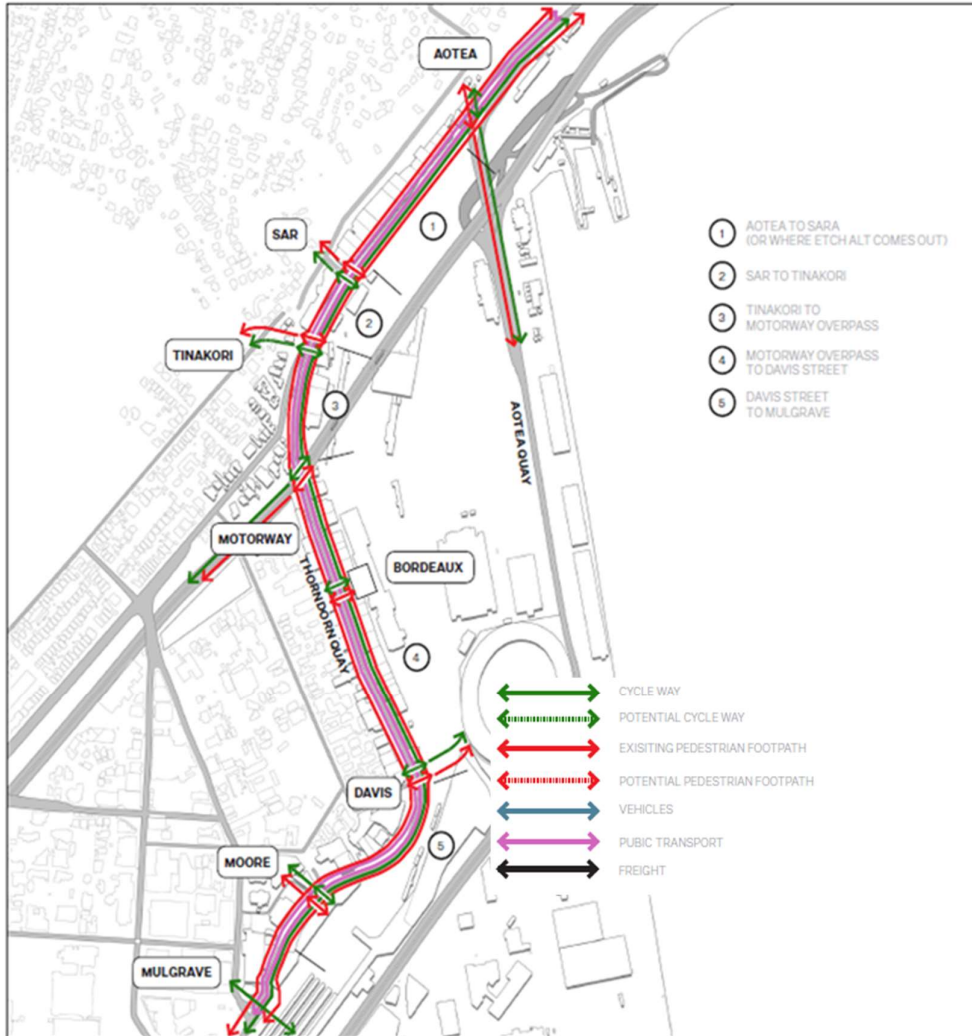 AOTEA
SAR
TINAKORI
MOTORWAY
THORNDORN QUAY
BORDEAUX
AOTEA QUAY
DAVIS
MOORE
MULGRAVE
1
2
3
4
5
1 AOTEA TO SARA
(OR WHERE ETCH ALT COMES OUT)
2 SAR TO TINAKORI
3 TINAKORI TO
MOTORWAY OVERPASS
4 MOTORWAY OVERPASS
TO DAVIS STREET
5 DAVIS STREET
TO MULGRAVE
CYCLE WAY
POTENTIAL CYCLE WAY
EXISITING PEDESTRIAN FOOTPATH
POTENTIAL PEDESTRIAN FOOTPATH
VEHICLES
PUBIC TRANSPORT
FREIGHT